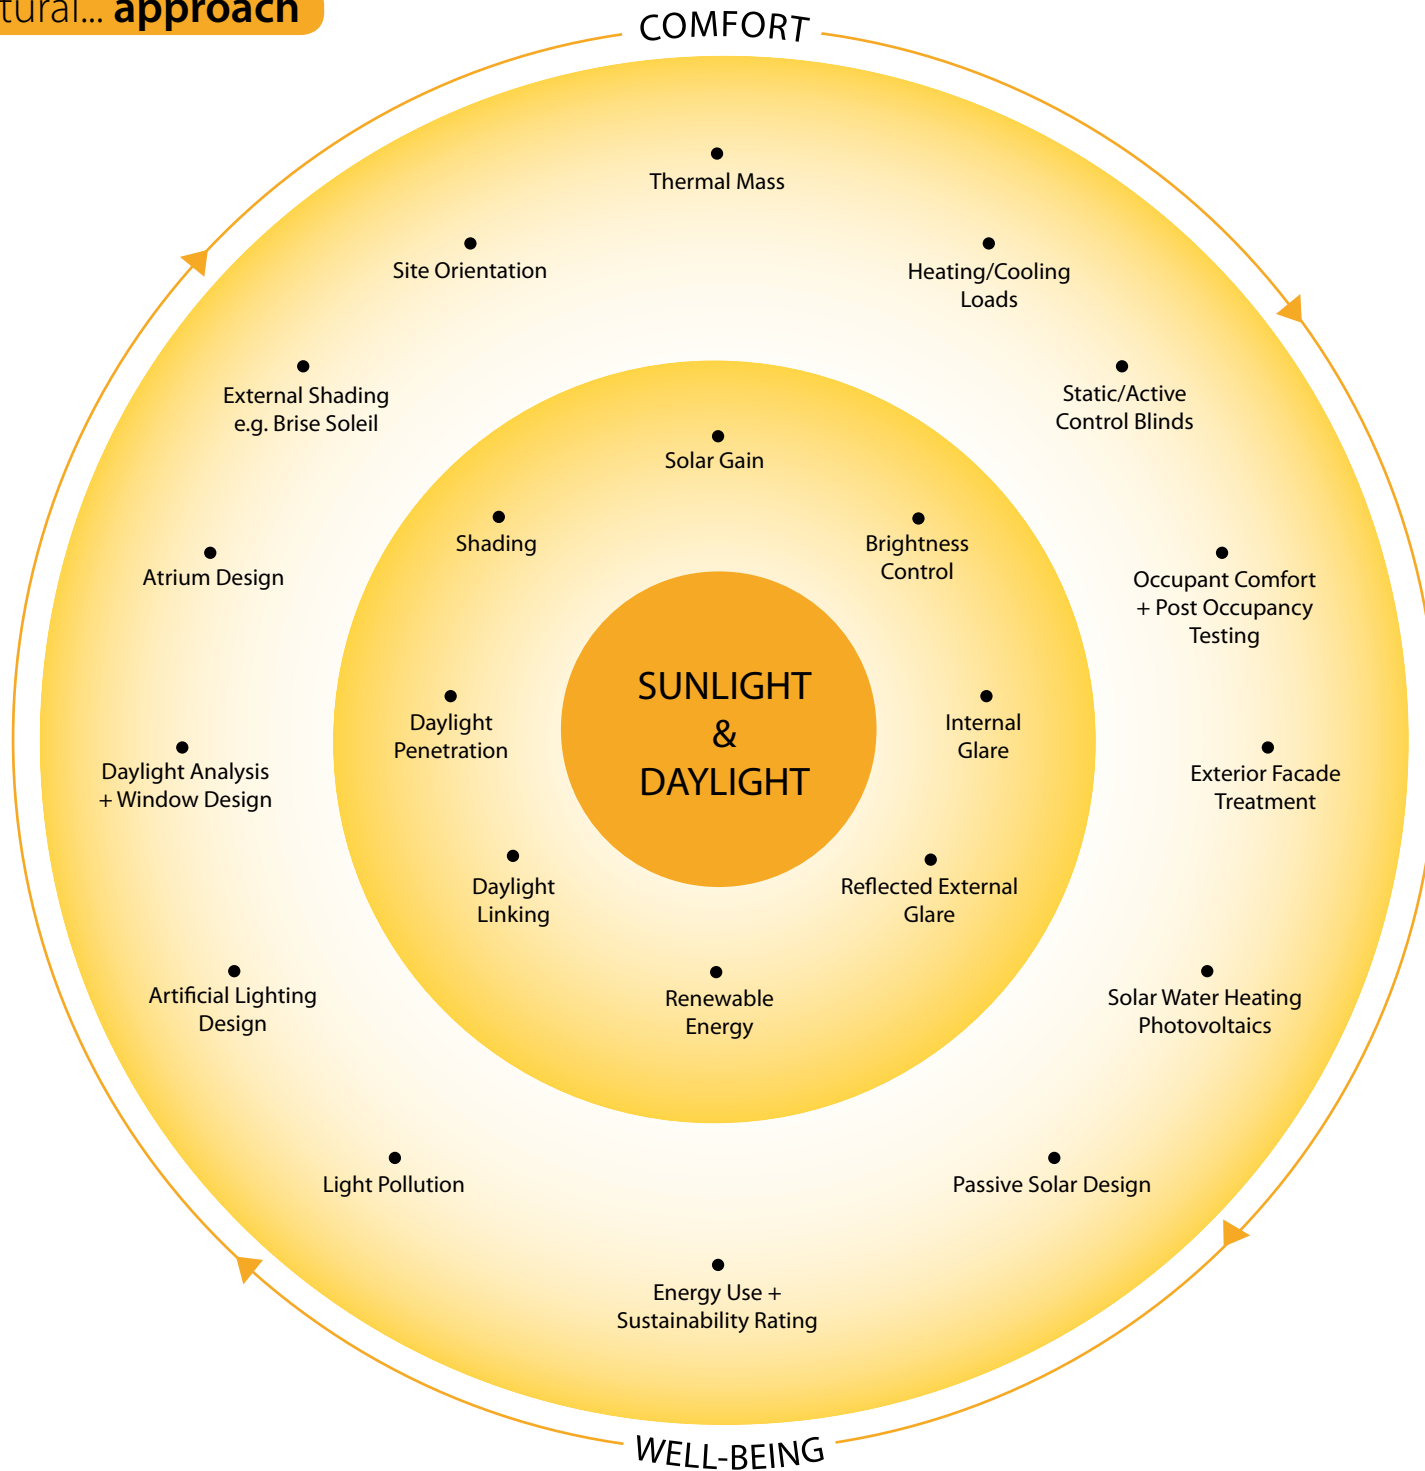 tural... approach
COMFORT
Thermal Mass
Site Orientation
Heating/Cooling
Loads
External Shading
e.g. Brise Soleil
Static/Active
Control Blinds
Solar Gain
Shading
Brightness
Control
Atrium Design
Occupant Comfort
+ Post Occupancy
Testing
SUNLIGHT
&
DAYLIGHT
Daylight
Penetration
Internal
Glare
Daylight Analysis
+ Window Design
Exterior Facade
Treatment
Daylight
Linking
Reflected External
Glare
Artificial Lighting
Design
Renewable
Energy
Solar Water Heating
Photovoltaics
Light Pollution
Passive Solar Design
Energy Use +
Sustainability Rating
WELL-BEING